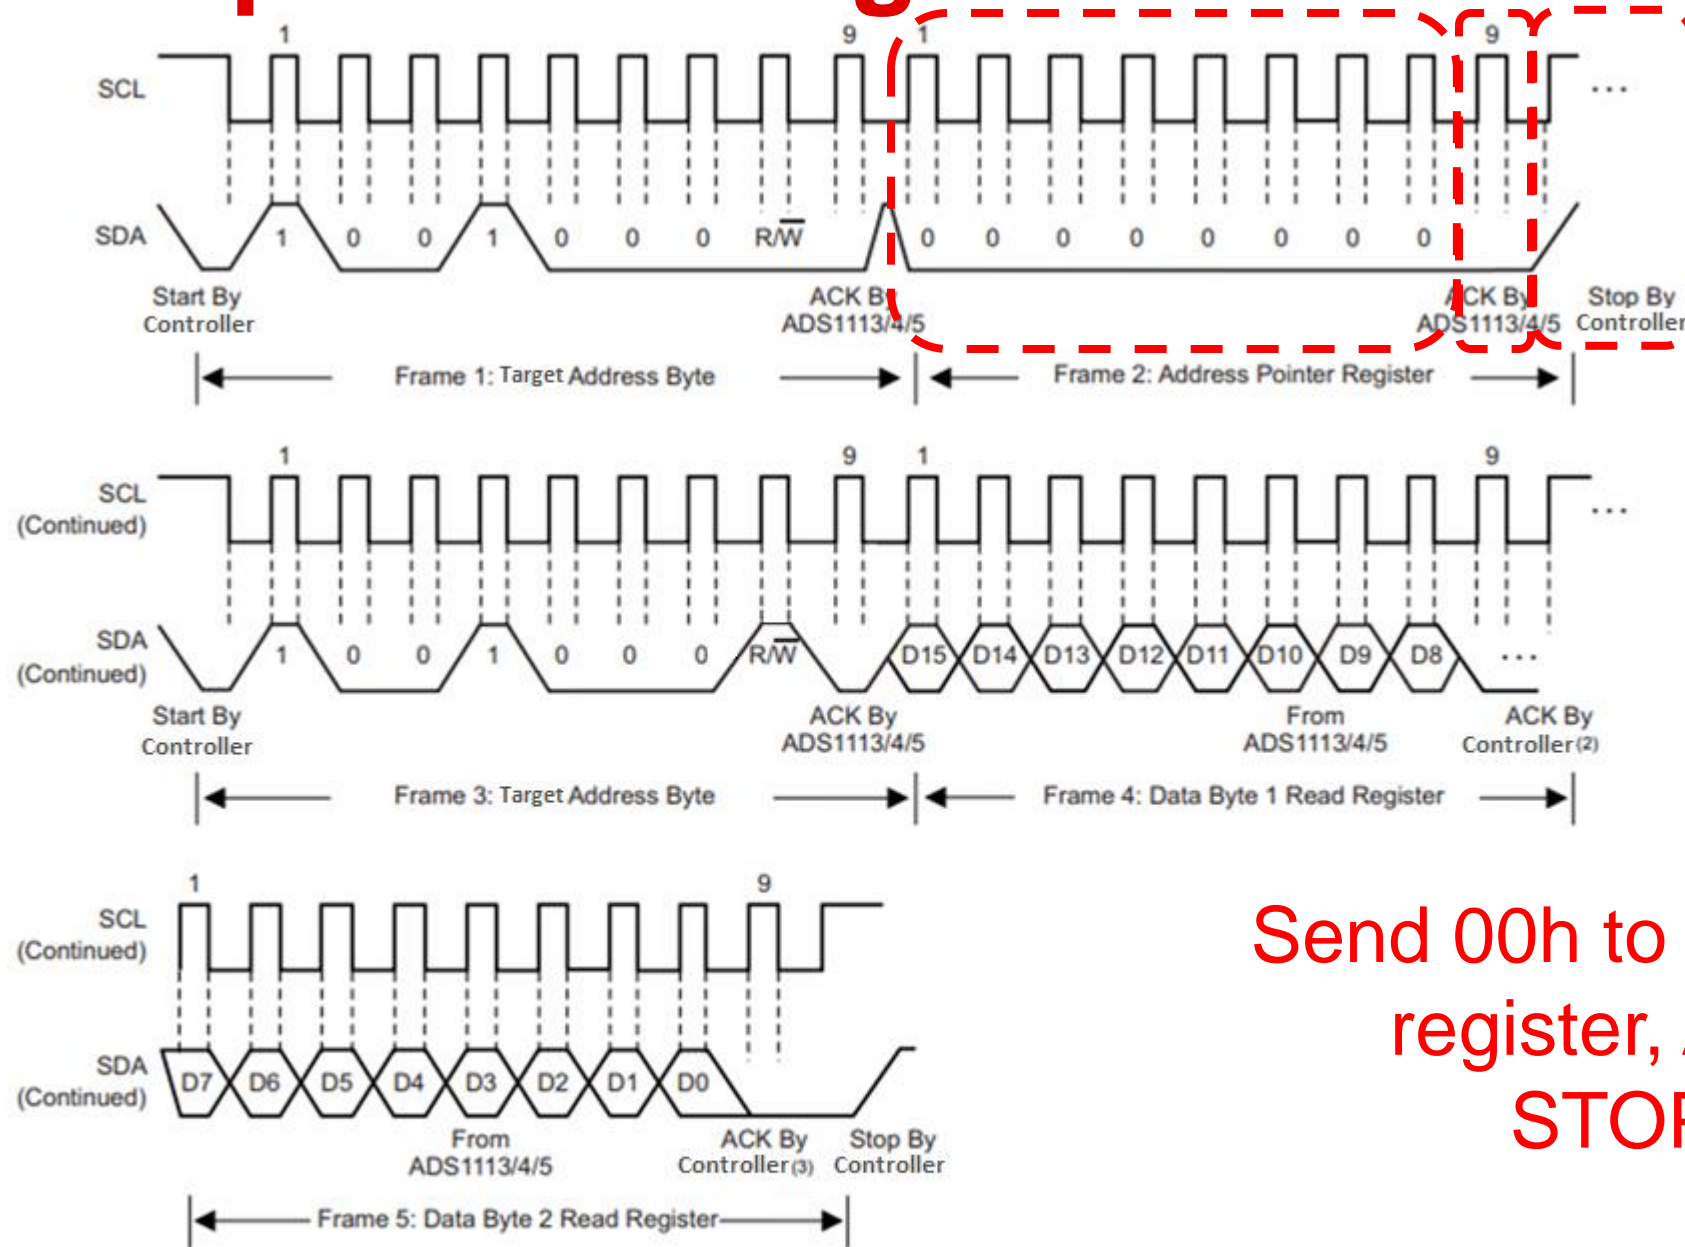 1 9 1 9
SCL ...
SDA 1 0 0 1 0 0 0 R/W 0 0 0 0 0 0 0 0
Start By Controller ACK By ADS1113/4/5 ACK By ADS1113/4/5 Stop By Controller
Frame 1: Target Address Byte Frame 2: Address Pointer Register
1 9 1 9
SCL (Continued) ...
SDA (Continued) 1 0 0 1 0 0 0 R/W D15 D14 D13 D12 D11 D10 D9 D8 ...
Start By Controller ACK By ADS1113/4/5 From ADS1113/4/5 ACK By Controller(2)
Frame 3: Target Address Byte Frame 4: Data Byte 1 Read Register
1 9
SCL (Continued)
SDA (Continued) D7 D6 D5 D4 D3 D2 D1 D0
From ADS1113/4/5 ACK By Controller(3) Stop By Controller
Frame 5: Data Byte 2 Read Register
Send 00h to
register,